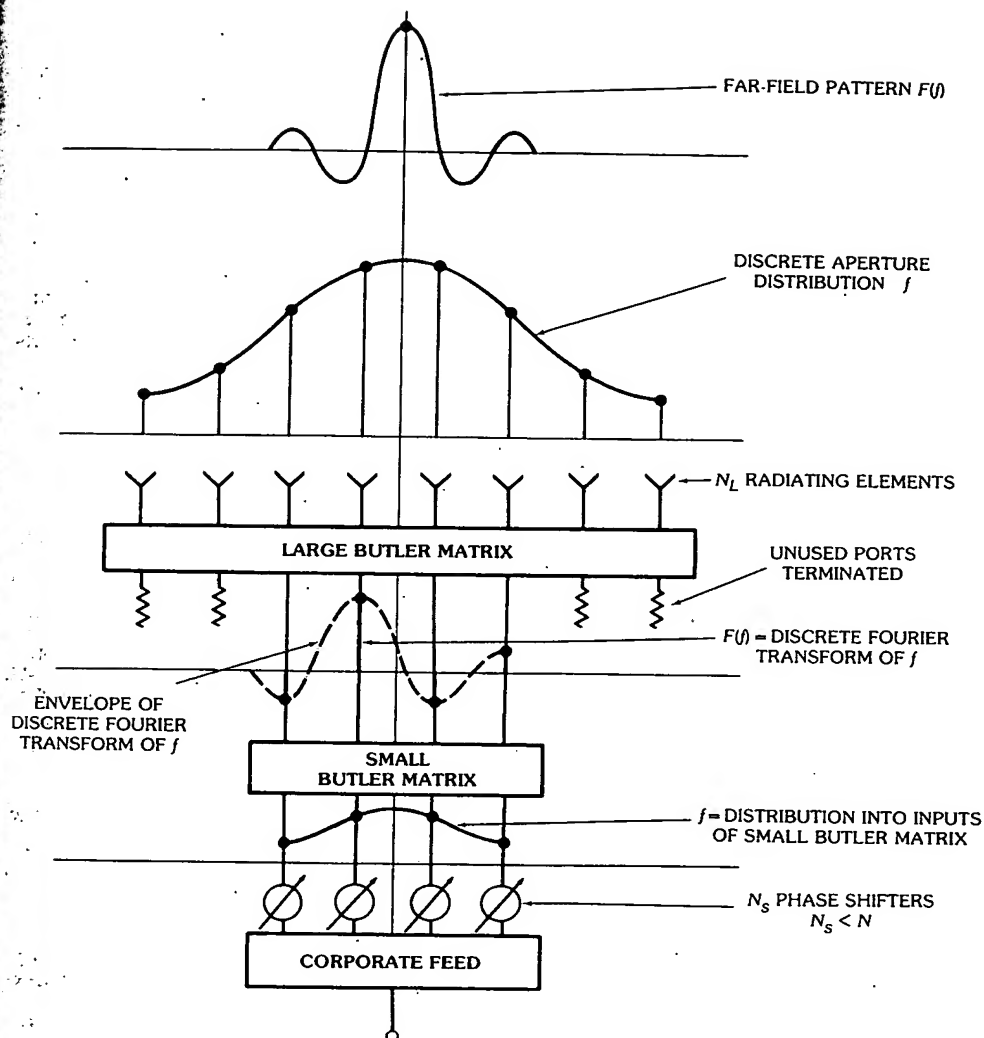 FAR-FIELD PATTERN F(f)
DISCRETE APERTURE
DISTRIBUTION f
N_L RADIATING ELEMENTS
LARGE BUTLER MATRIX
UNUSED PORTS
TERMINATED
F(f) = DISCRETE FOURIER
TRANSFORM OF f
ENVELOPE OF
DISCRETE FOURIER
TRANSFORM OF f
SMALL
BUTLER MATRIX
f = DISTRIBUTION INTO INPUTS
OF SMALL BUTLER MATRIX
N_S PHASE SHIFTERS
N_S < N
CORPORATE FEED